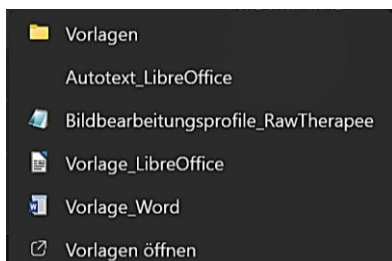 Vorlagen
Autotext_LibreOffice
Bildbearbeitungsprofile_RawTherapee
Vorlage_LibreOffice
Vorlage_Word
Vorlagen öffnen